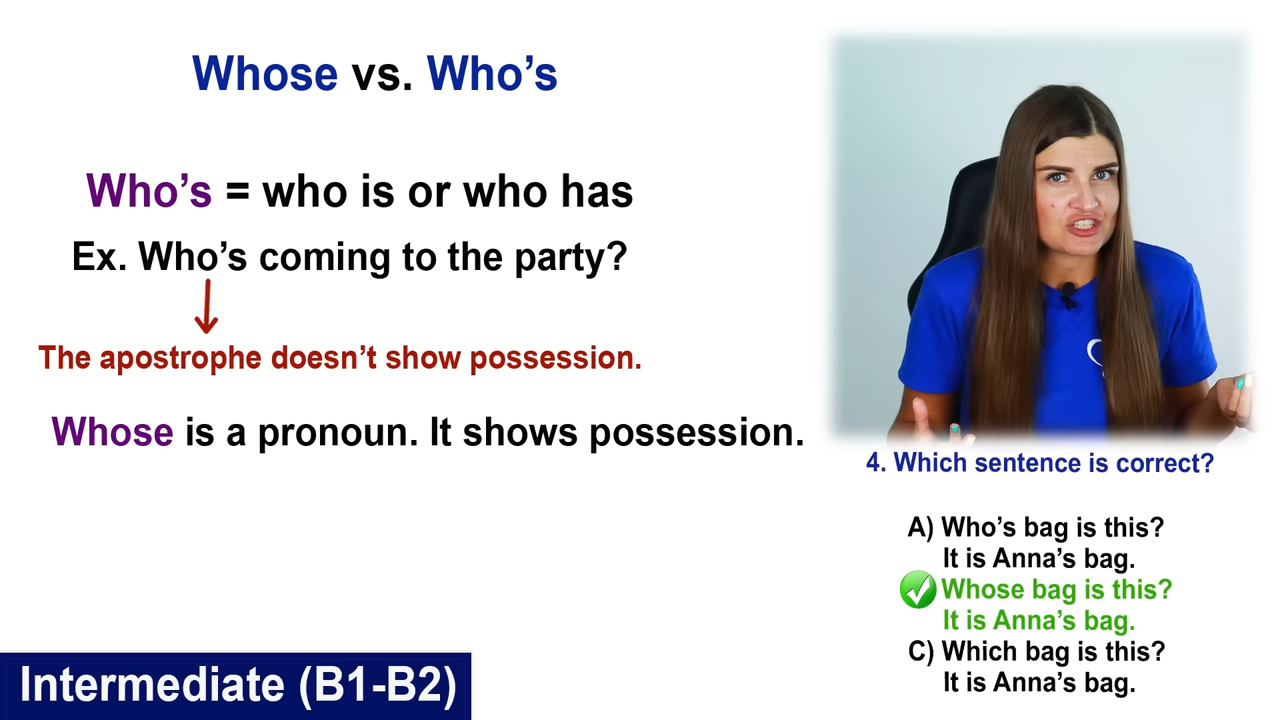 Whose vs. Who’s
Who’s = who is or who has
Ex. Who’s coming to the party?
The apostrophe doesn’t show possession.
Whose is a pronoun. It shows possession.
4. Which sentence is correct?
A) Who’s bag is this?
It is Anna’s bag.
Whose bag is this?
It is Anna’s bag.
C) Which bag is this?
It is Anna’s bag.
Intermediate (B1-B2)